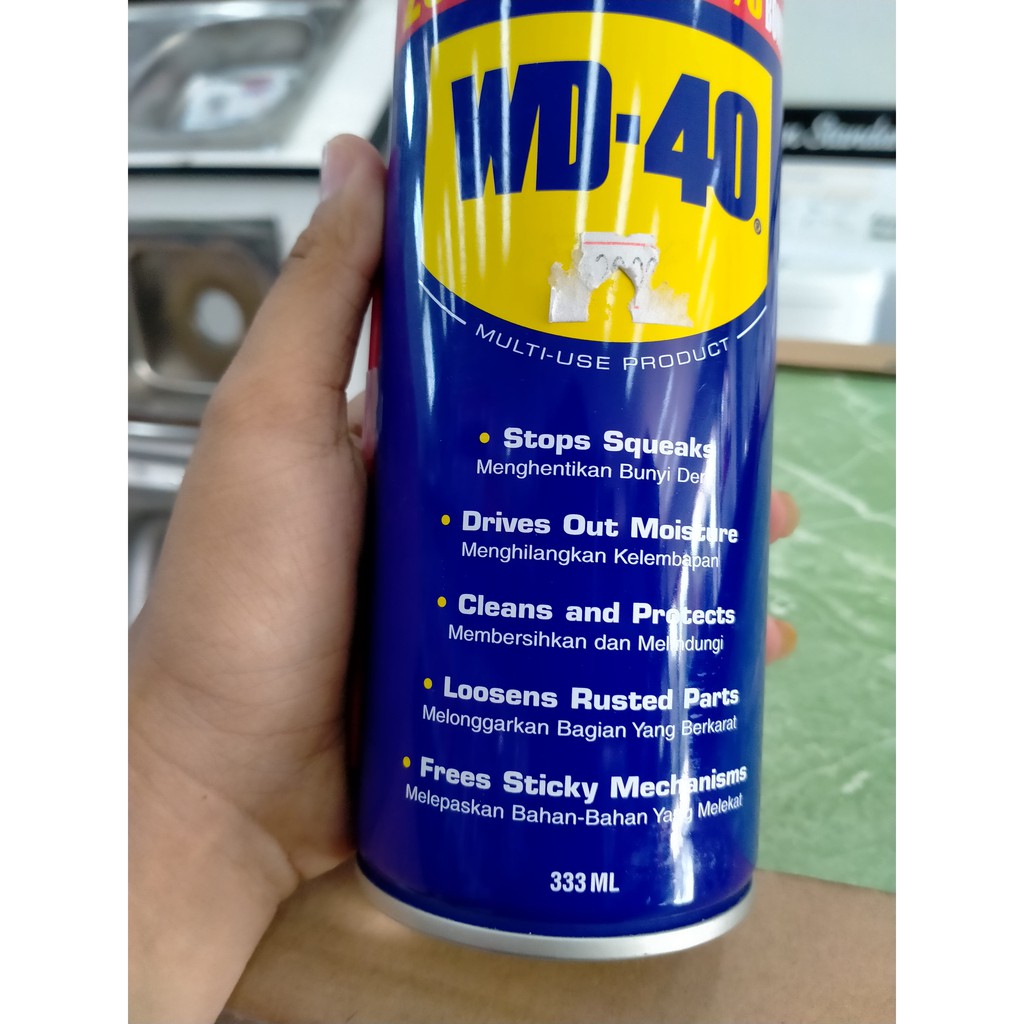 WD-40
®
MULTI-USE PRODUCT
• Stops Squeaks
Menghentikan Bunyi
• Drives Out Moisture
Menghilangkan Kelembapan
• Cleans and Protects
Membersihkan dan Melindungi
• Loosens Rusted Parts
Melonggarkan Bagian Yang Berkarat
• Frees Sticky Mechanisms
Melepaskan Bahan-Bahan Yang Melekat
333 ML